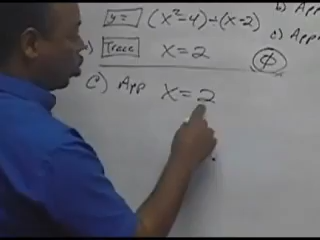 y= (x²-4)÷(x-2)
b) App
) Trace x=2
∅
c) App
c) App x=2